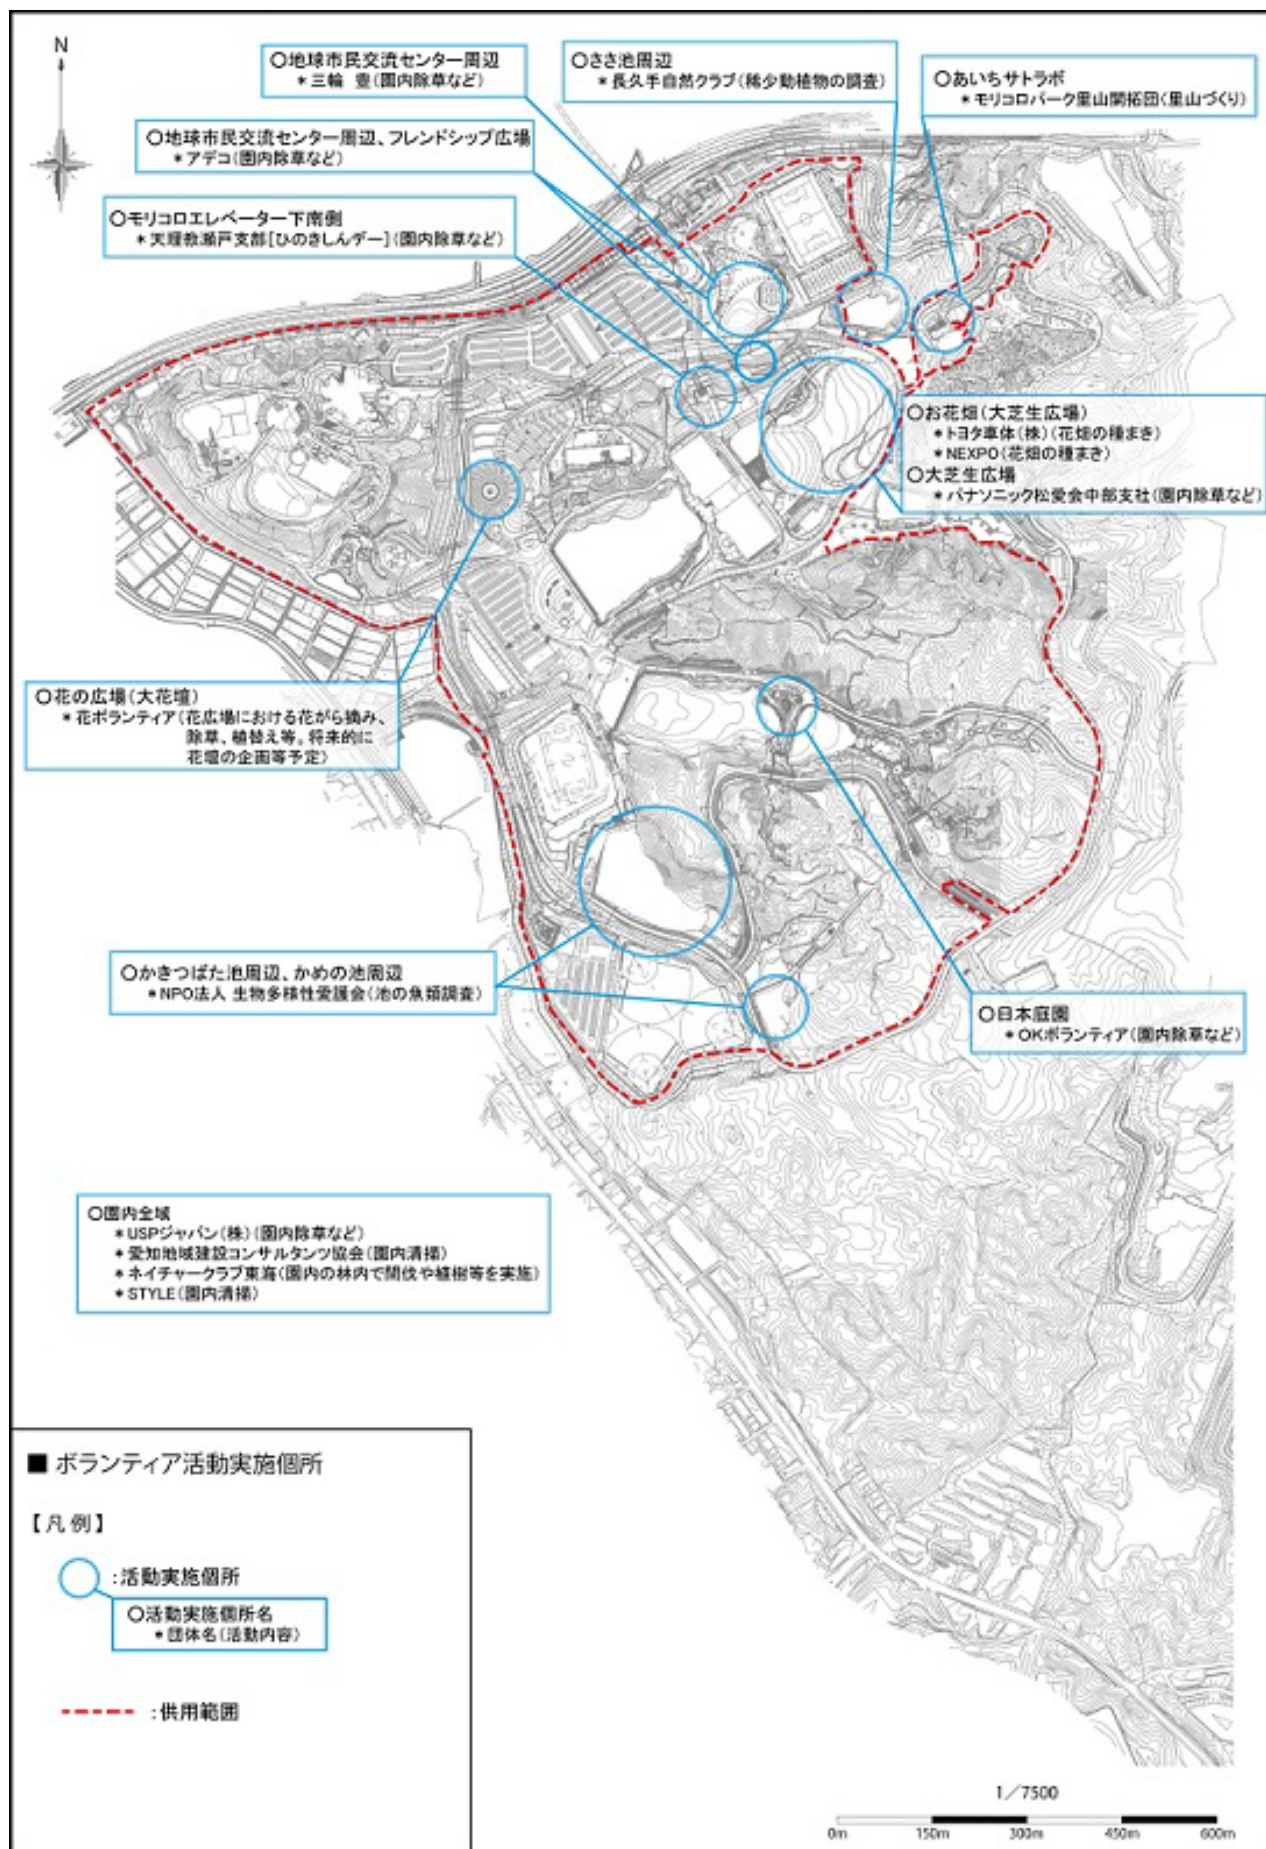 N
○地球市民交流センター周辺
＊三輪 豊(園内除草など)
○ささ池周辺
＊長久手自然クラブ(稀少動植物の調査)
○あいちサトラボ
＊モリコロパーク里山開拓団(里山づくり)
○地球市民交流センター周辺、フレンドシップ広場
＊アデコ(園内除草など)
○モリコロエレベーター下南側
＊天理教瀬戸支部[ひのきしんデー](園内除草など)
○お花畑(大芝生広場)
＊トヨタ車体(株)(花畑の種まき)
＊NEXPO(花畑の種まき)
○大芝生広場
＊パナソニック松愛会中部支社(園内除草など)
○花の広場(大花壇)
＊花ボランティア(花広場における花がら摘み、
除草、植替え等。将来的に
花壇の企画等予定)
○かきつばた池周辺、かめの池周辺
＊NPO法人 生物多様性愛護会(池の魚類調査)
○日本庭園
＊OKボランティア(園内除草など)
○園内全域
＊USPジャパン(株)(園内除草など)
＊愛知地域建設コンサルタンツ協会(園内清掃)
＊ネイチャークラブ東海(園内の林内で間伐や植樹等を実施)
＊STYLE(園内清掃)
■ ボランティア活動実施個所
【凡例】
:活動実施個所
○活動実施個所名
＊団体名(活動内容)
:供用範囲
1／7500
0m 150m 300m 450m 600m